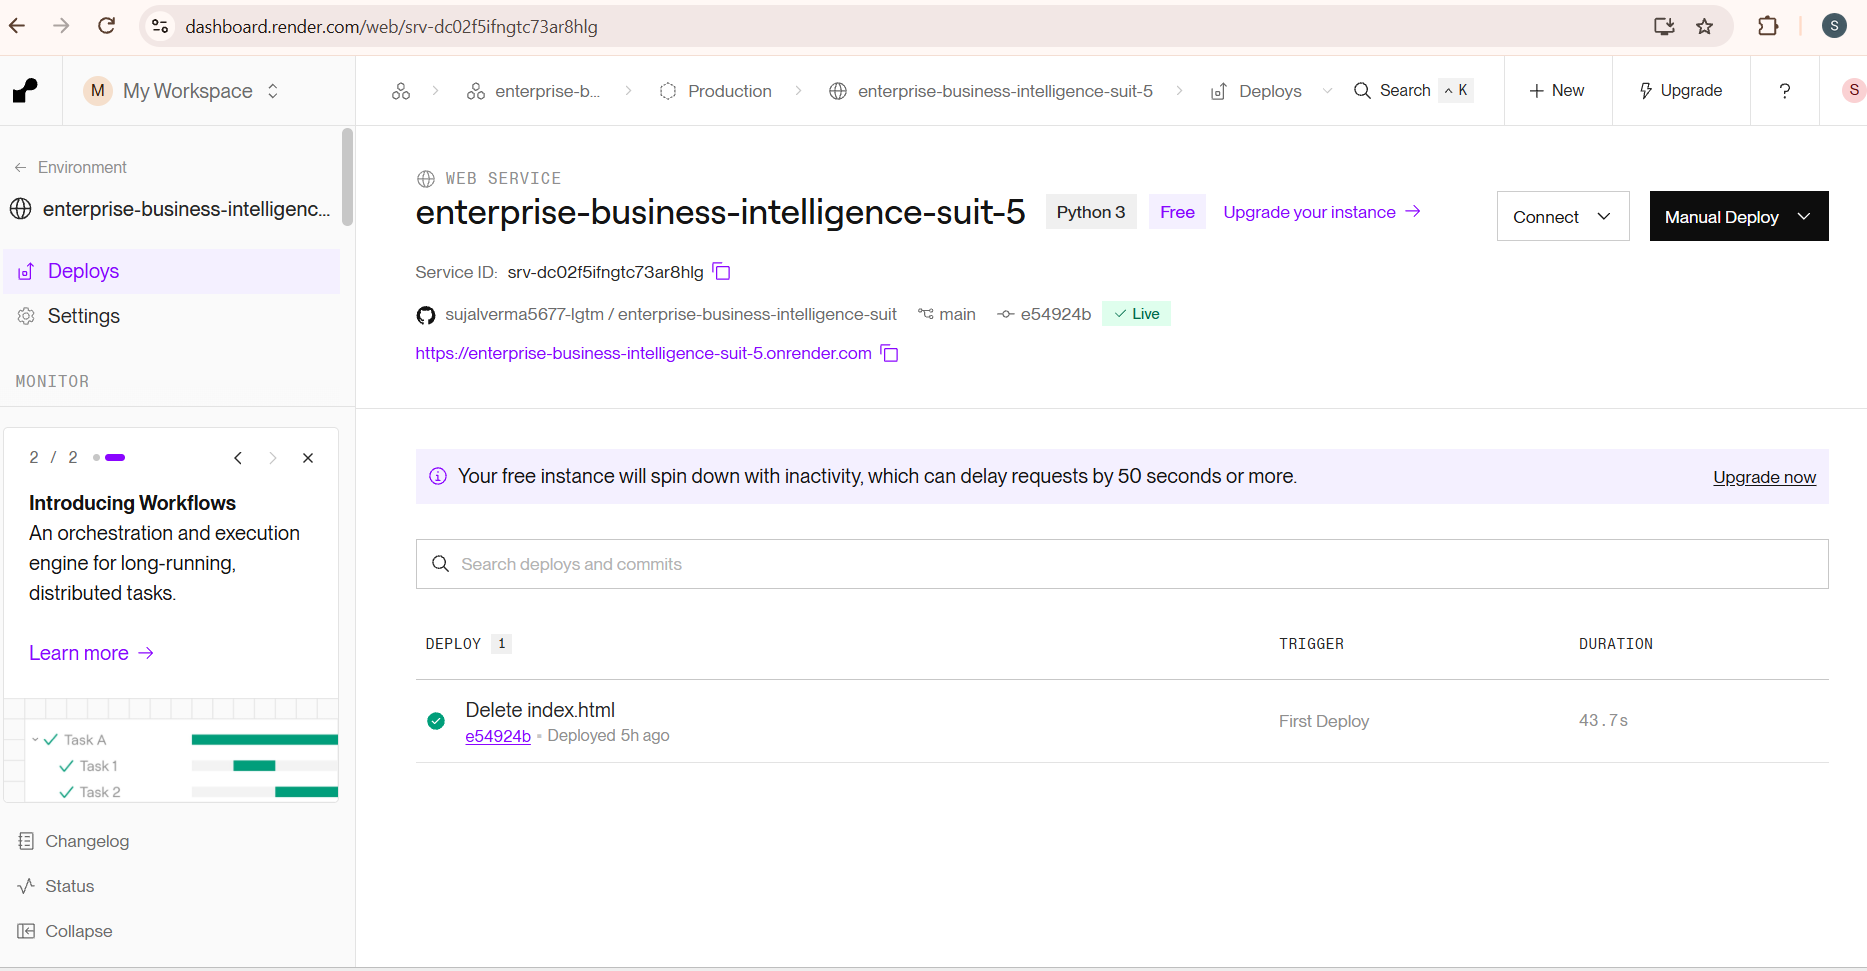 dashboard.render.com/web/srv-dc02f5ifngtc73ar8hlg
S
M My Workspace
enterprise-b... Production enterprise-business-intelligence-suit-5 Deploys
Search ^ K
+ New
Upgrade
?
S
← Environment
enterprise-business-intelligenc...
Deploys
Settings
MONITOR
2 / 2
Introducing Workflows
An orchestration and execution
engine for long-running,
distributed tasks.
Learn more →
Task A
Task 1
Task 2
Changelog
Status
Collapse
WEB SERVICE
enterprise-business-intelligence-suit-5 Python 3 Free Upgrade your instance →
Connect
Manual Deploy
Service ID: srv-dc02f5ifngtc73ar8hlg
sujalverma5677-lgtm / enterprise-business-intelligence-suit main e54924b Live
https://enterprise-business-intelligence-suit-5.onrender.com
Your free instance will spin down with inactivity, which can delay requests by 50 seconds or more.
Upgrade now
Search deploys and commits
DEPLOY 1 TRIGGER DURATION
Delete index.html
e54924b • Deployed 5h ago
First Deploy
43.7s